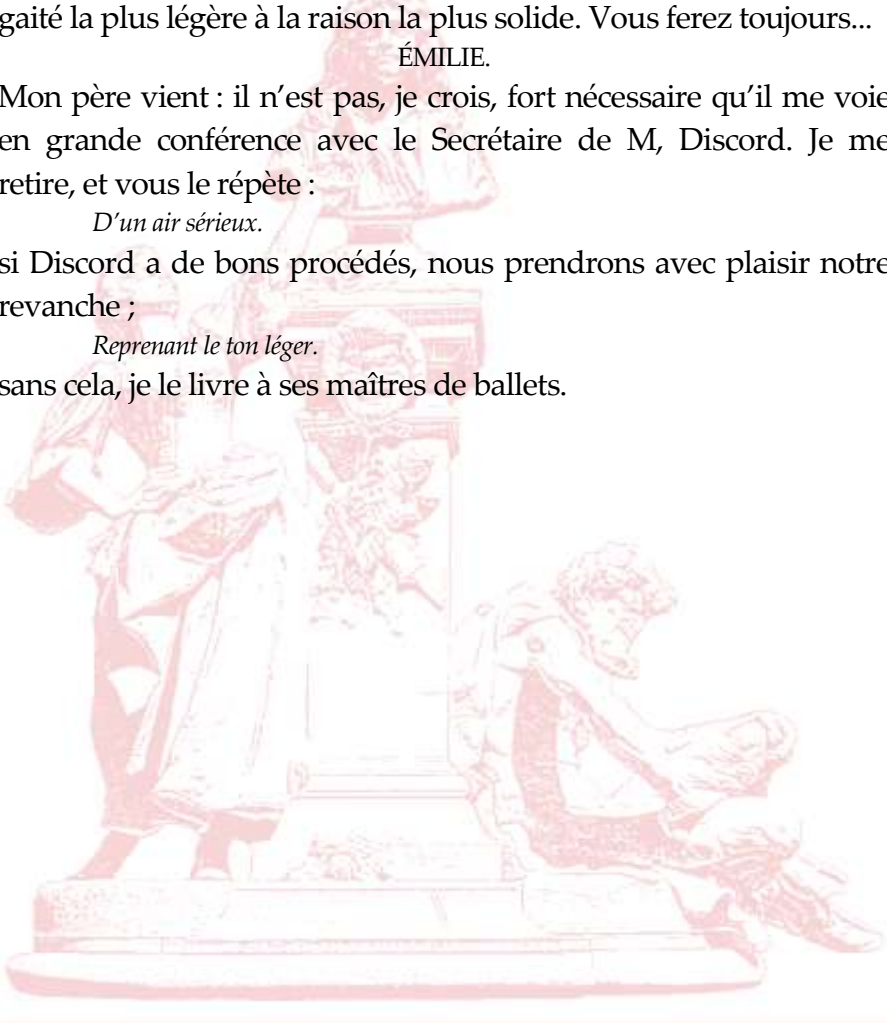 gaité la plus légère à la raison la plus solide. Vous ferez toujours...
ÉMILIE.
Mon père vient : il n’est pas, je crois, fort nécessaire qu’il me voie
en grande conférence avec le Secrétaire de M, Discord. Je me
retire, et vous le répète :
D’un air sérieux.
si Discord a de bons procédés, nous prendrons avec plaisir notre
revanche ;
Reprenant le ton léger.
sans cela, je le livre à ses maîtres de ballets.